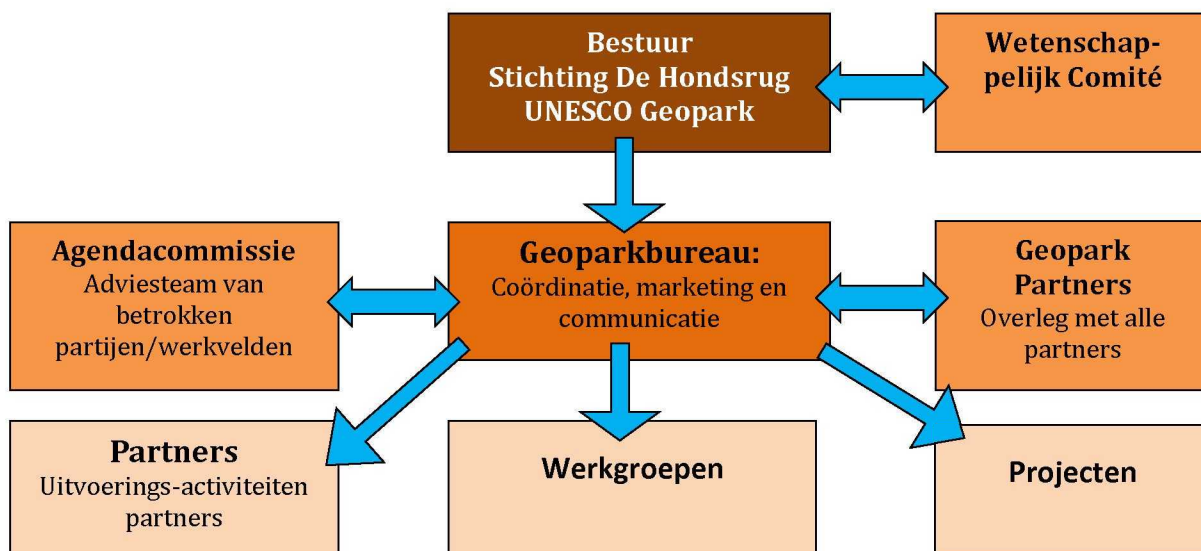 Bestuur
Stichting De Hondsrug
UNESCO Geopark
Wetenschap-
pelijk Comité
Agendacommissie
Adviesteam van
betrokken
partijen/werkvelden
Geoparkbureau:
Coördinatie, marketing en
communicatie
Geopark
Partners
Overleg met alle
partners
Partners
Uitvoerings-activiteiten
partners
Werkgroepen
Projecten